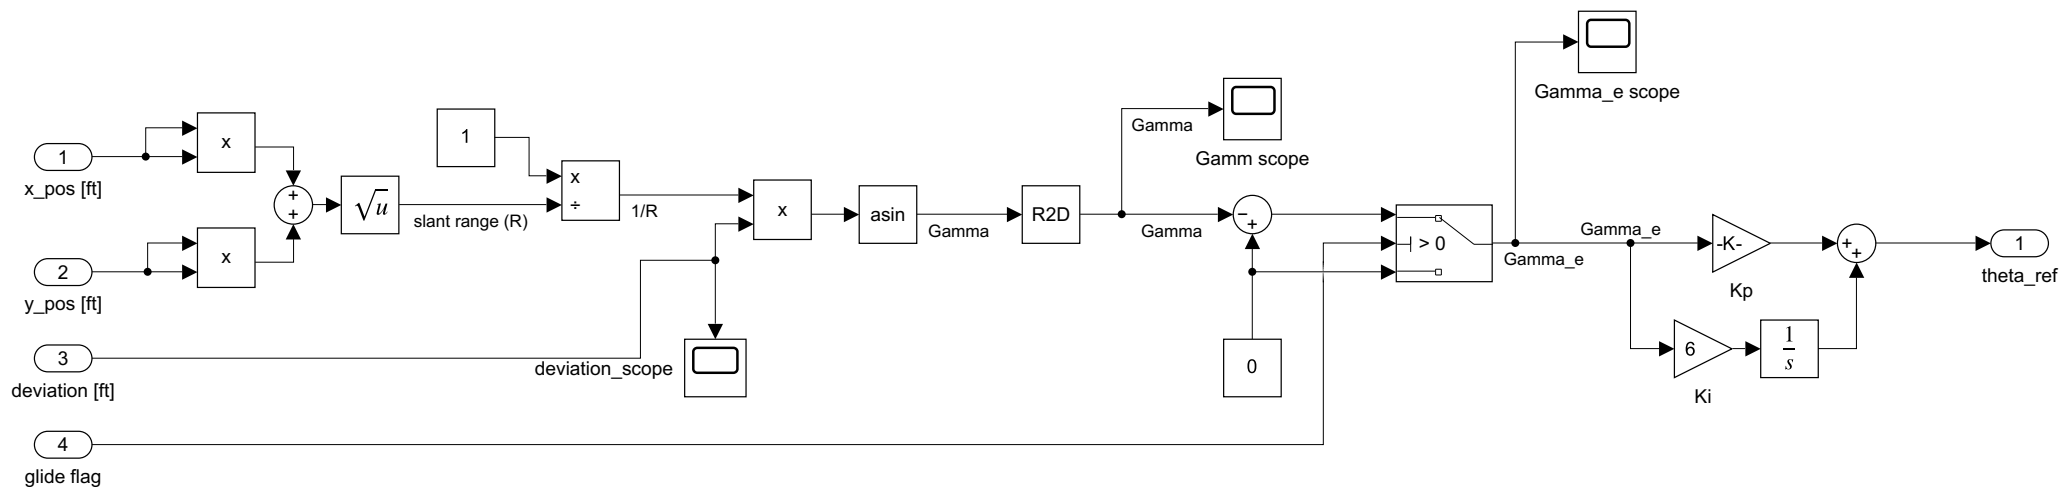 1
x_pos [ft]
2
y_pos [ft]
3
deviation [ft]
4
glide flag
x
x
+
+
√u
slant range (R)
1
x
÷
1/R
x
deviation_scope
asin
Gamma
R2D
Gamma
Gamm scope
Gamma
−
+
0
> 0
Gamma_e scope
Gamma_e
Gamma_e
-K-
Kp
6
Ki
1
s
+
+
1
theta_ref